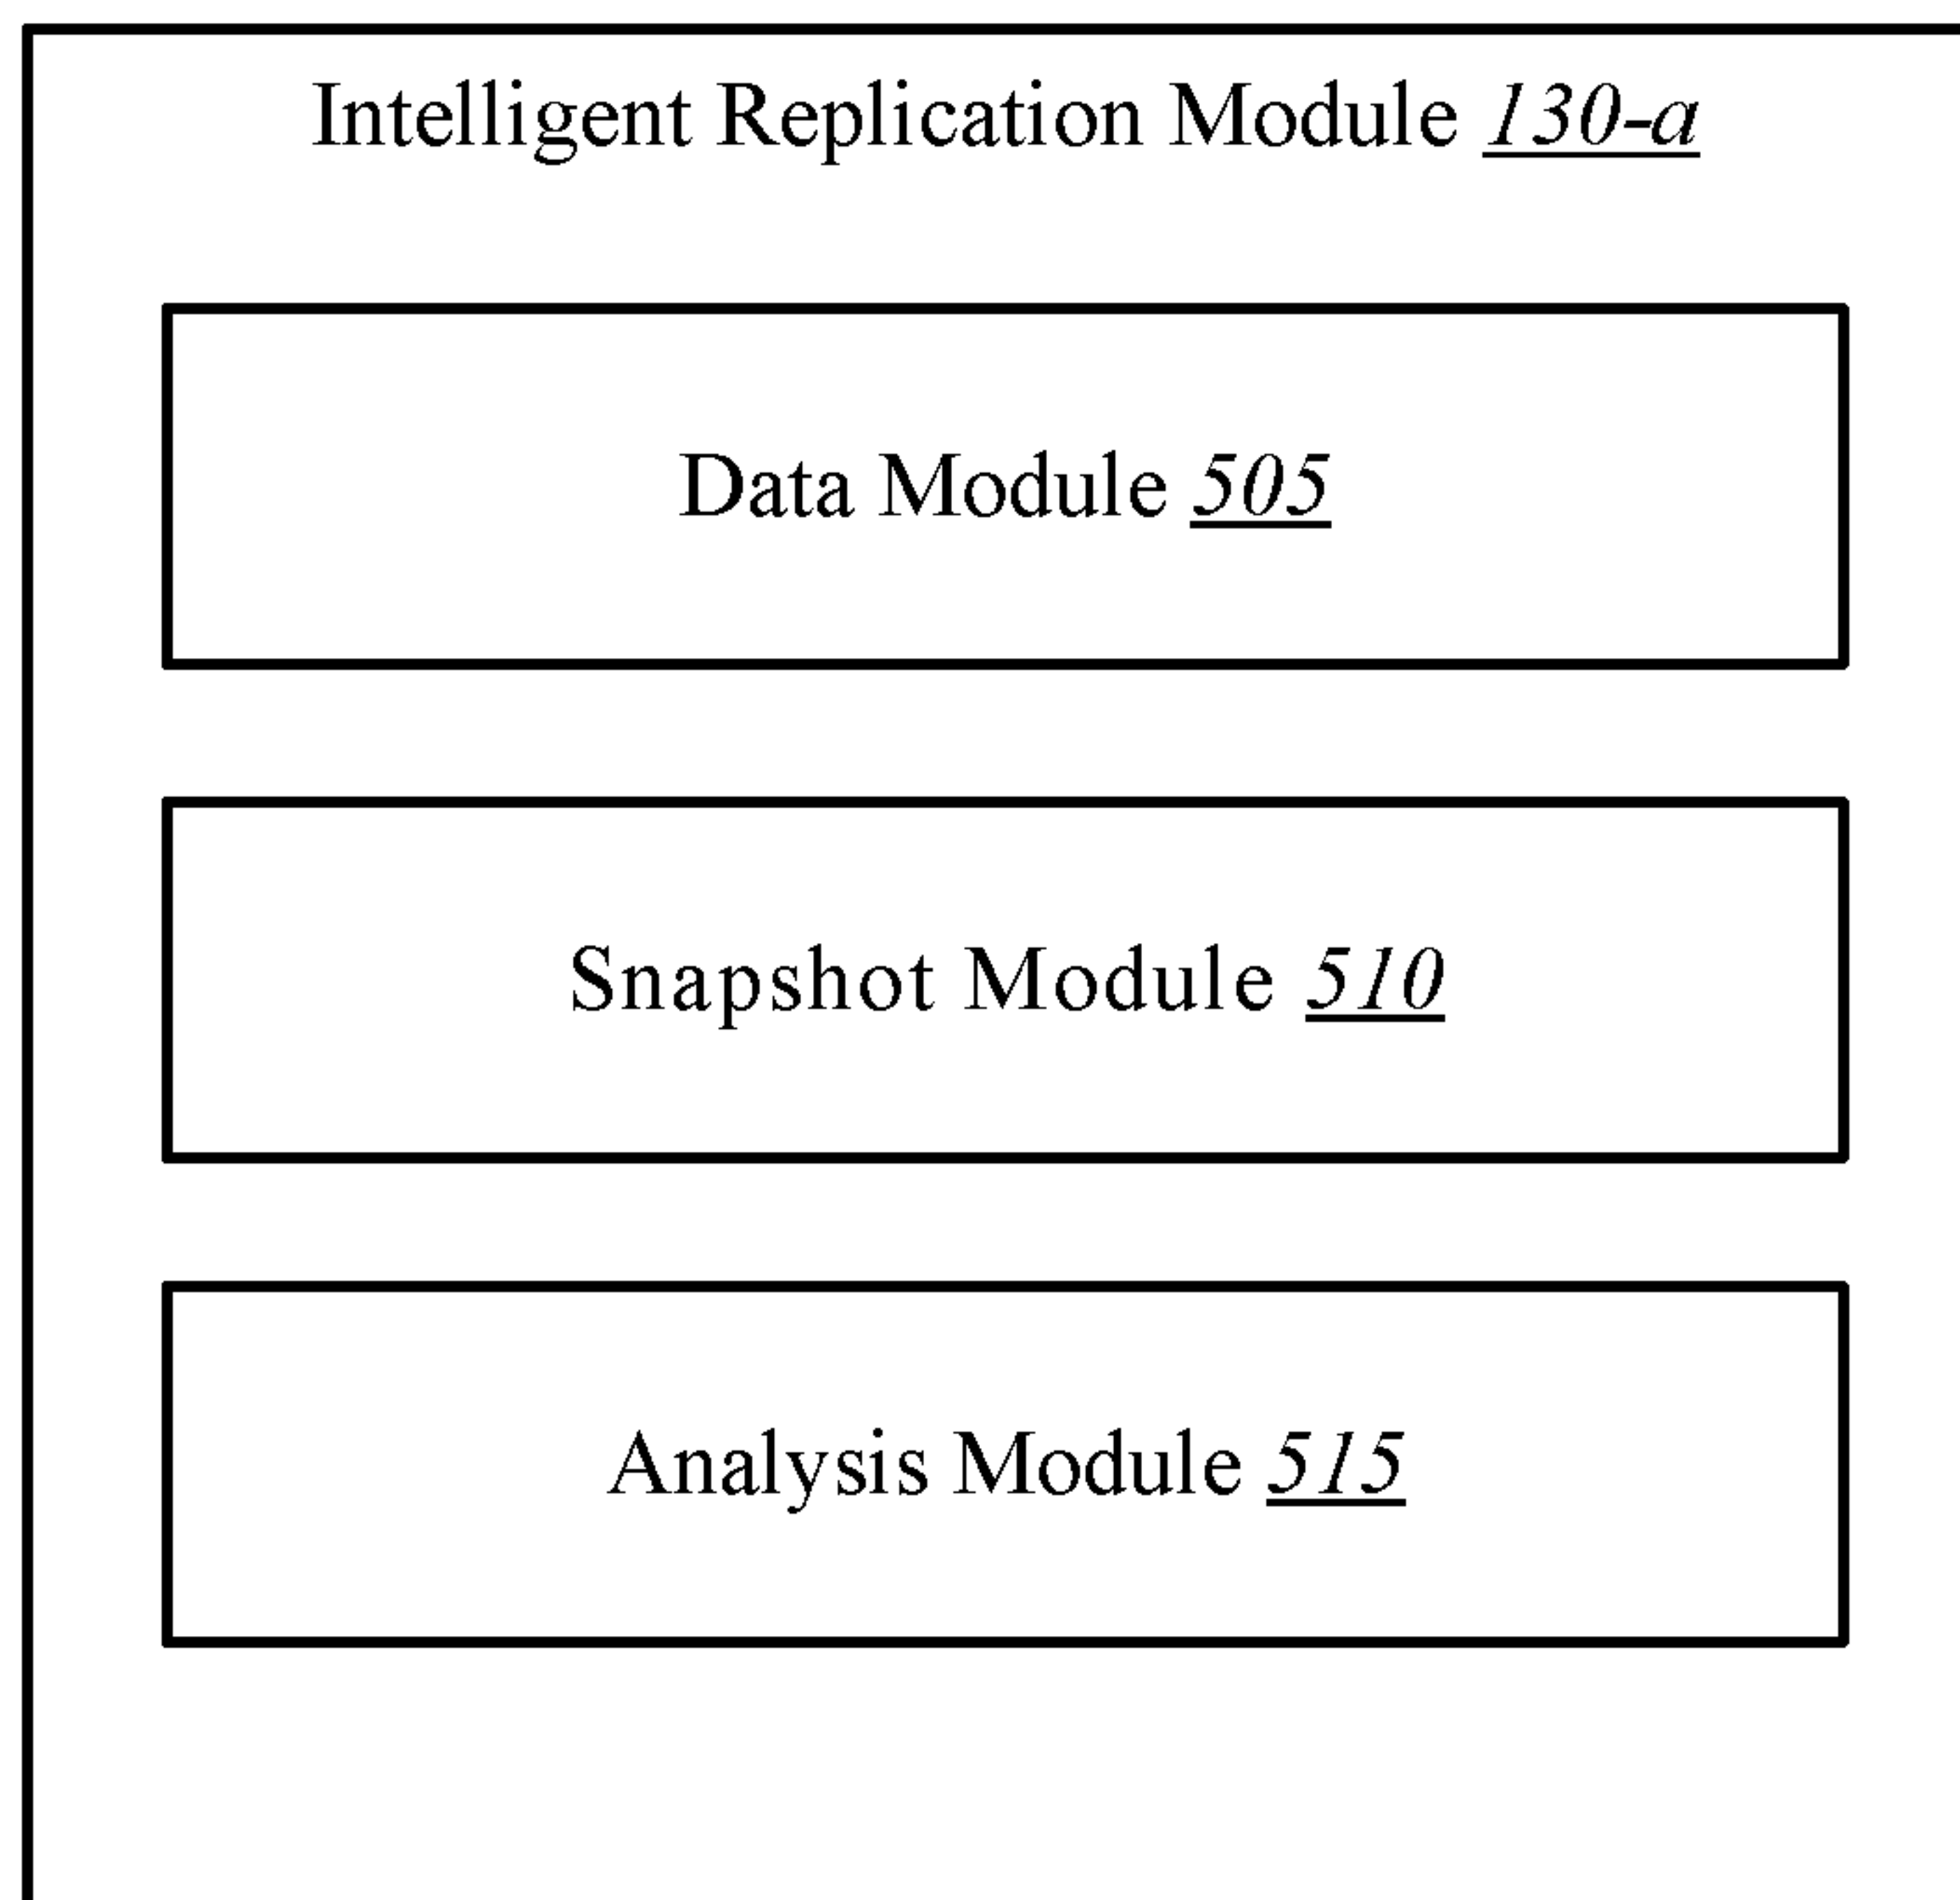 Intelligent Replication Module 130-a
Data Module 505
Snapshot Module 510
Analysis Module 515